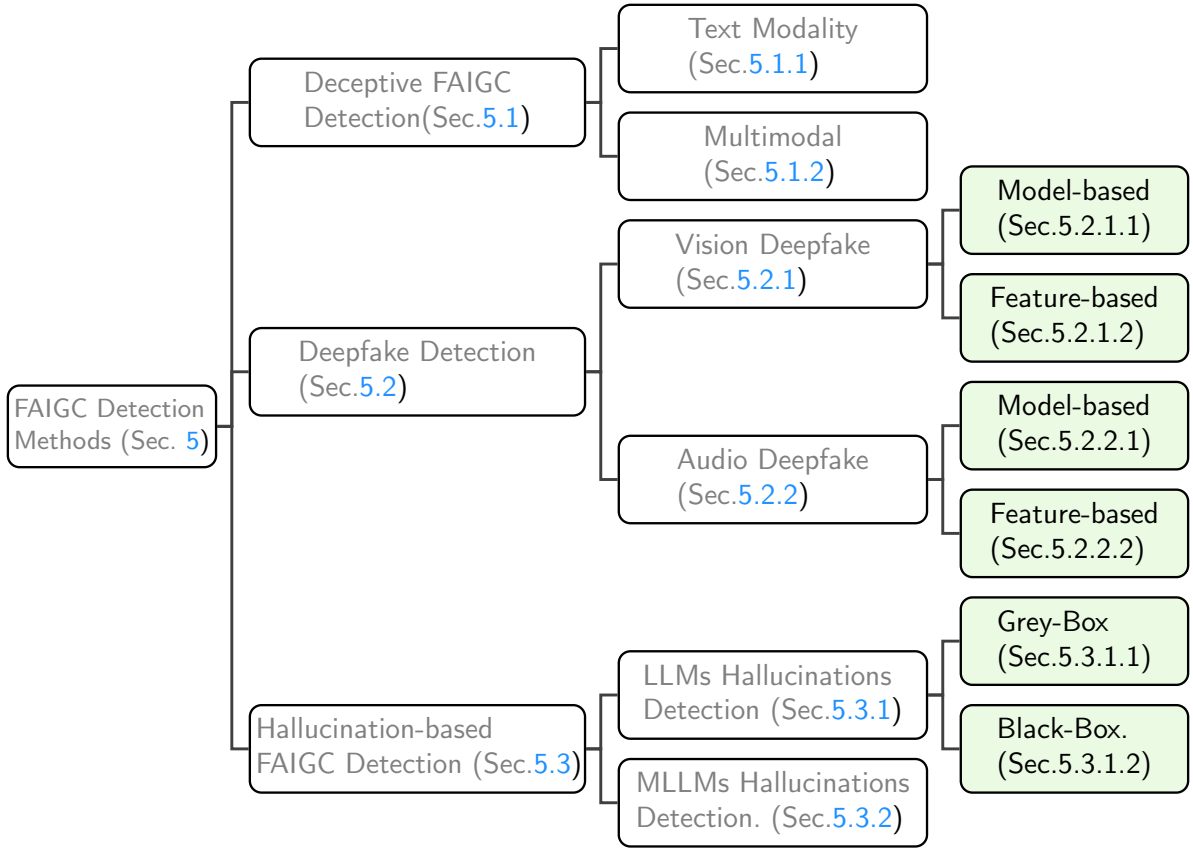 FAIGC Detection
Methods (Sec. 5)
Deceptive FAIGC
Detection(Sec.5.1)
Text Modality
(Sec.5.1.1)
Multimodal
(Sec.5.1.2)
Deepfake Detection
(Sec.5.2)
Vision Deepfake
(Sec.5.2.1)
Model-based
(Sec.5.2.1.1)
Feature-based
(Sec.5.2.1.2)
Audio Deepfake
(Sec.5.2.2)
Model-based
(Sec.5.2.2.1)
Feature-based
(Sec.5.2.2.2)
Hallucination-based
FAIGC Detection (Sec.5.3)
LLMs Hallucinations
Detection (Sec.5.3.1)
Grey-Box
(Sec.5.3.1.1)
Black-Box.
(Sec.5.3.1.2)
MLLMs Hallucinations
Detection. (Sec.5.3.2)